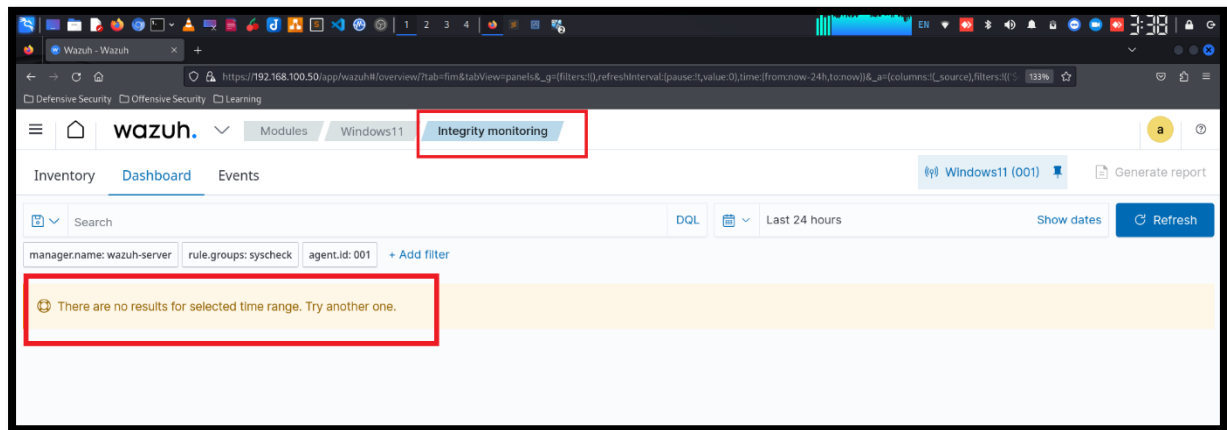 1 2 3 4 EN 3:38
Wazuh - Wazuh × +
https://192.168.100.50/app/wazuh#/overview/?tab=fim&tabView=panels&_g=(filters:!(),refreshInterval:(pause:!t,value:0),time:(from:now-24h,to:now))&_a=(columns:!(_source),filters:!(('$ 133%
Defensive Security Offensive Security Learning
wazuh. Modules Windows11 Integrity monitoring a
Inventory Dashboard Events Windows11 (001) Generate report
Search DQL Last 24 hours Show dates Refresh
manager.name: wazuh-server rule.groups: syscheck agent.id: 001 + Add filter
There are no results for selected time range. Try another one.